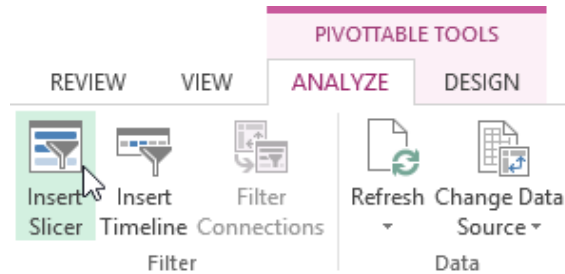 PIVOTTABLE TOOLS
REVIEW VIEW ANALYZE DESIGN
Insert Insert Filter Refresh Change Data
Slicer Timeline Connections Source
Filter Data